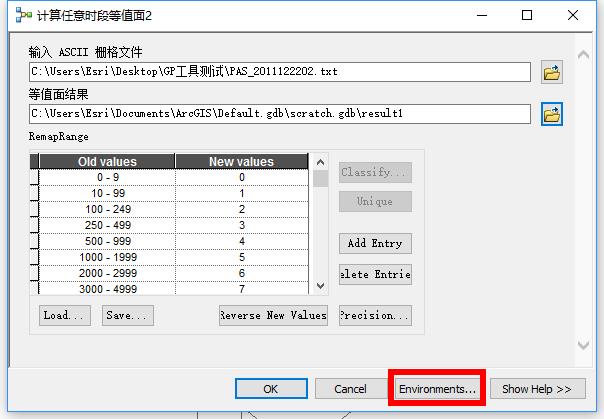 计算任意时段等值面2
输入 ASCII 栅格文件
C:\Users\Esri\Desktop\GP工具测试\PAS_2011122202.txt
等值面结果
C:\Users\Esri\Documents\ArcGIS\Default.gdb\scratch.gdb\result1
RemapRange
Old values New values
0 - 9 0
10 - 99 1
100 - 249 2
250 - 499 3
500 - 999 4
1000 - 1999 5
2000 - 2999 6
3000 - 4999 7
Classify...
Unique
Add Entry
elete Entrie
Load... Save... Reverse New Values Precision...
OK Cancel Environments... Show Help >>